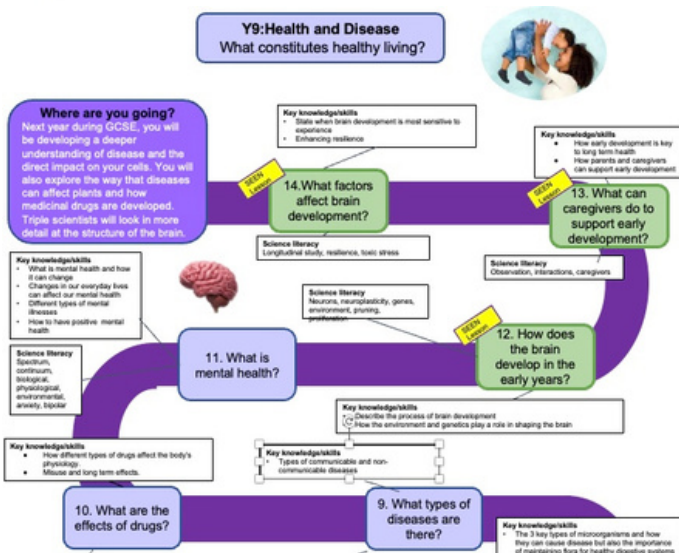 Y9:Health and Disease
What constitutes healthy living?
Where are you going?
Next year during GCSE, you will
be developing a deeper
understanding of disease and the
direct impact on your cells. You will
also explore the way that diseases
can affect plants and how
medicinal drugs are developed.
Triple scientists will look in more
detail at the structure of the brain.
Key knowledge/skills
• State when brain development is most sensitive to
experience
• Enhancing resilience
SEEN
Lesson
14.What factors
affect brain
development?
Science literacy
Longitudinal study, resilience, toxic stress
Key knowledge/skills
• How early development is key
to long term health
• How parents and caregivers
can support early development
SEEN
Lesson
13. What can
caregivers do to
support early
development?
Science literacy
Observation, interactions, caregivers
Science literacy
Neurons, neuroplasticity, genes,
environment, pruning,
proliferation
SEEN
Lesson
12. How does
the brain
develop in the
early years?
Key knowledge/skills
• Describe the process of brain development
How the environment and genetics play a role in shaping the brain
Key knowledge/skills
• What is mental health and how
it can change
• Changes in our everyday lives
can affect our mental health
• Different types of mental
illnesses
• How to have positive mental
health
11. What is
mental health?
Science literacy
Spectrum,
continuum,
biological,
physiological,
environmental,
anxiety, bipolar
Key knowledge/skills
• How different types of drugs affect the body's
physiology.
• Misuse and long term effects.
10. What are the
effects of drugs?
Key knowledge/skills
• Types of communicable and non-
communicable diseases
9. What types of
diseases are
there?
Key knowledge/skills
• The 3 key types of microorganisms and how
they can cause disease but also the importance
of maintaining flora for healthy digestive systems